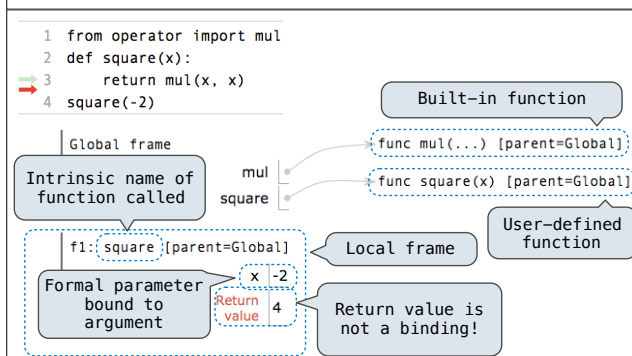 1 from operator import mul
2 def square(x):
3     return mul(x, x)
4 square(-2)
Built-in function
Global frame
func mul(...) [parent=Global]
mul
Intrinsic name of
function called
square
func square(x) [parent=Global]
User-defined
function
f1: square [parent=Global]
Local frame
x -2
Formal parameter
bound to
argument
Return
value
4
Return value is
not a binding!